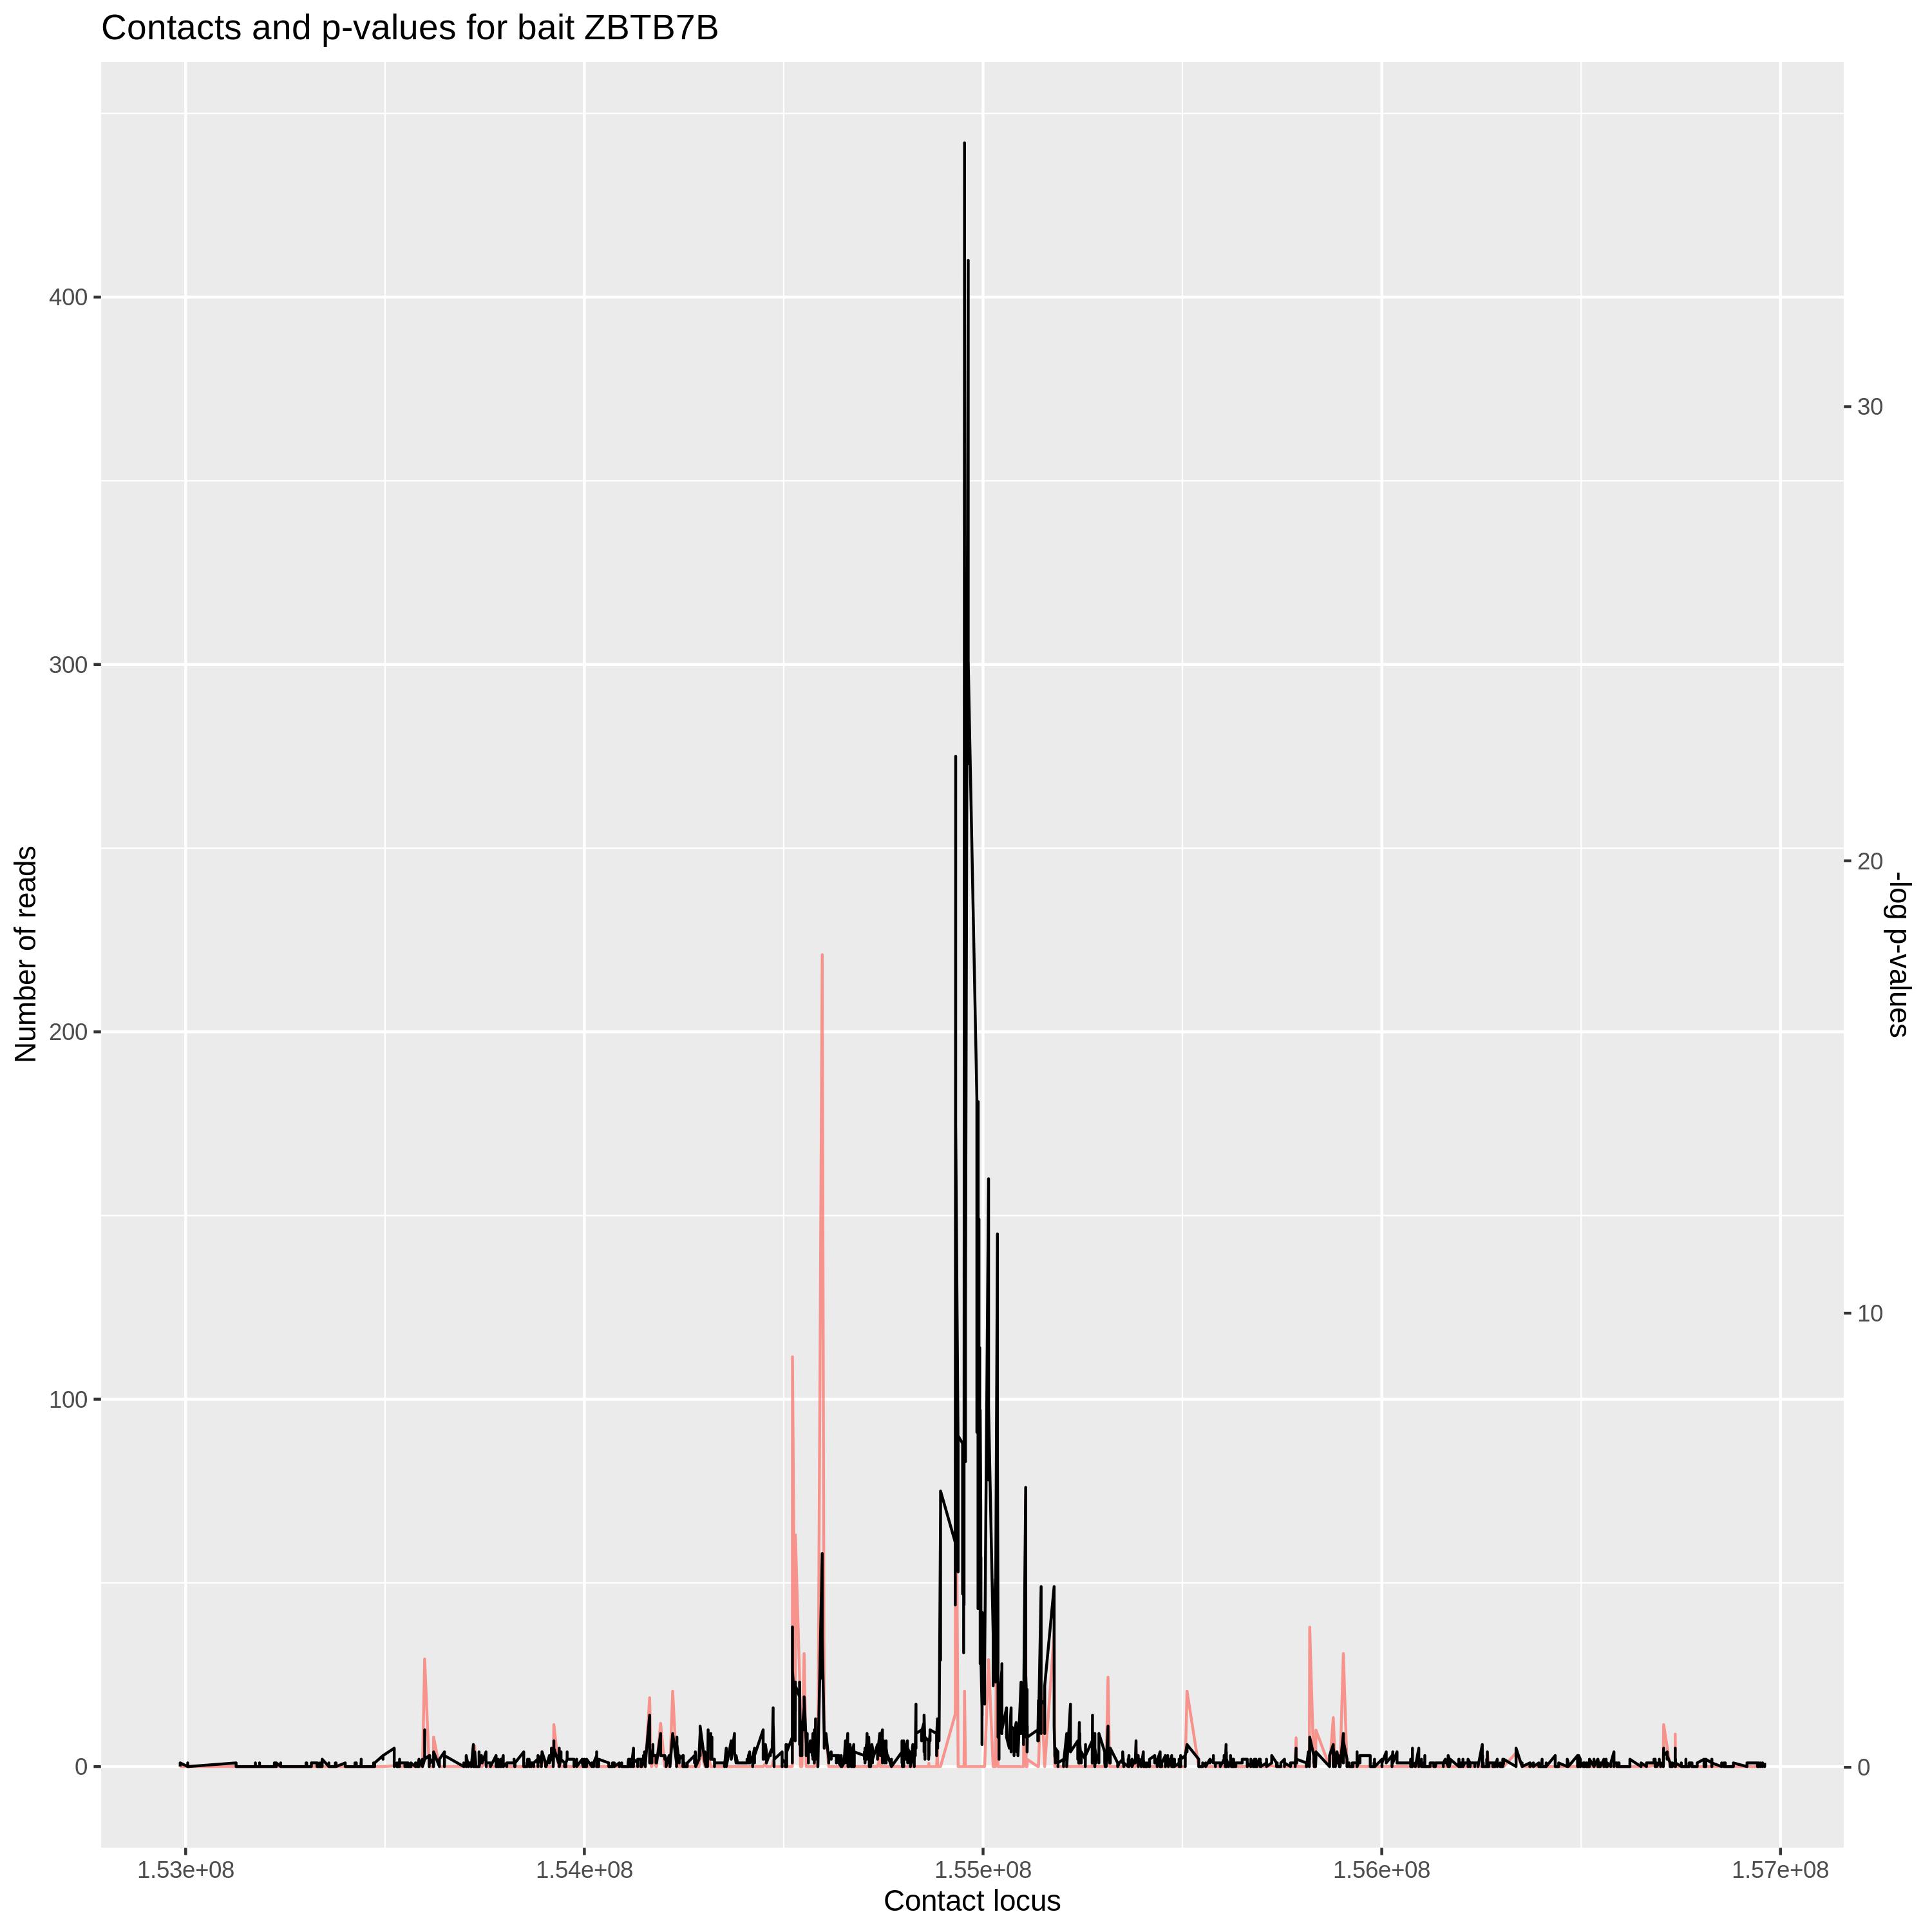 Contacts and p-values for bait ZBTB7B
400
300
200
100
0
Number of reads
30
20
10
0
-log p-values
1.53e+08
1.54e+08
1.55e+08
1.56e+08
1.57e+08
Contact locus